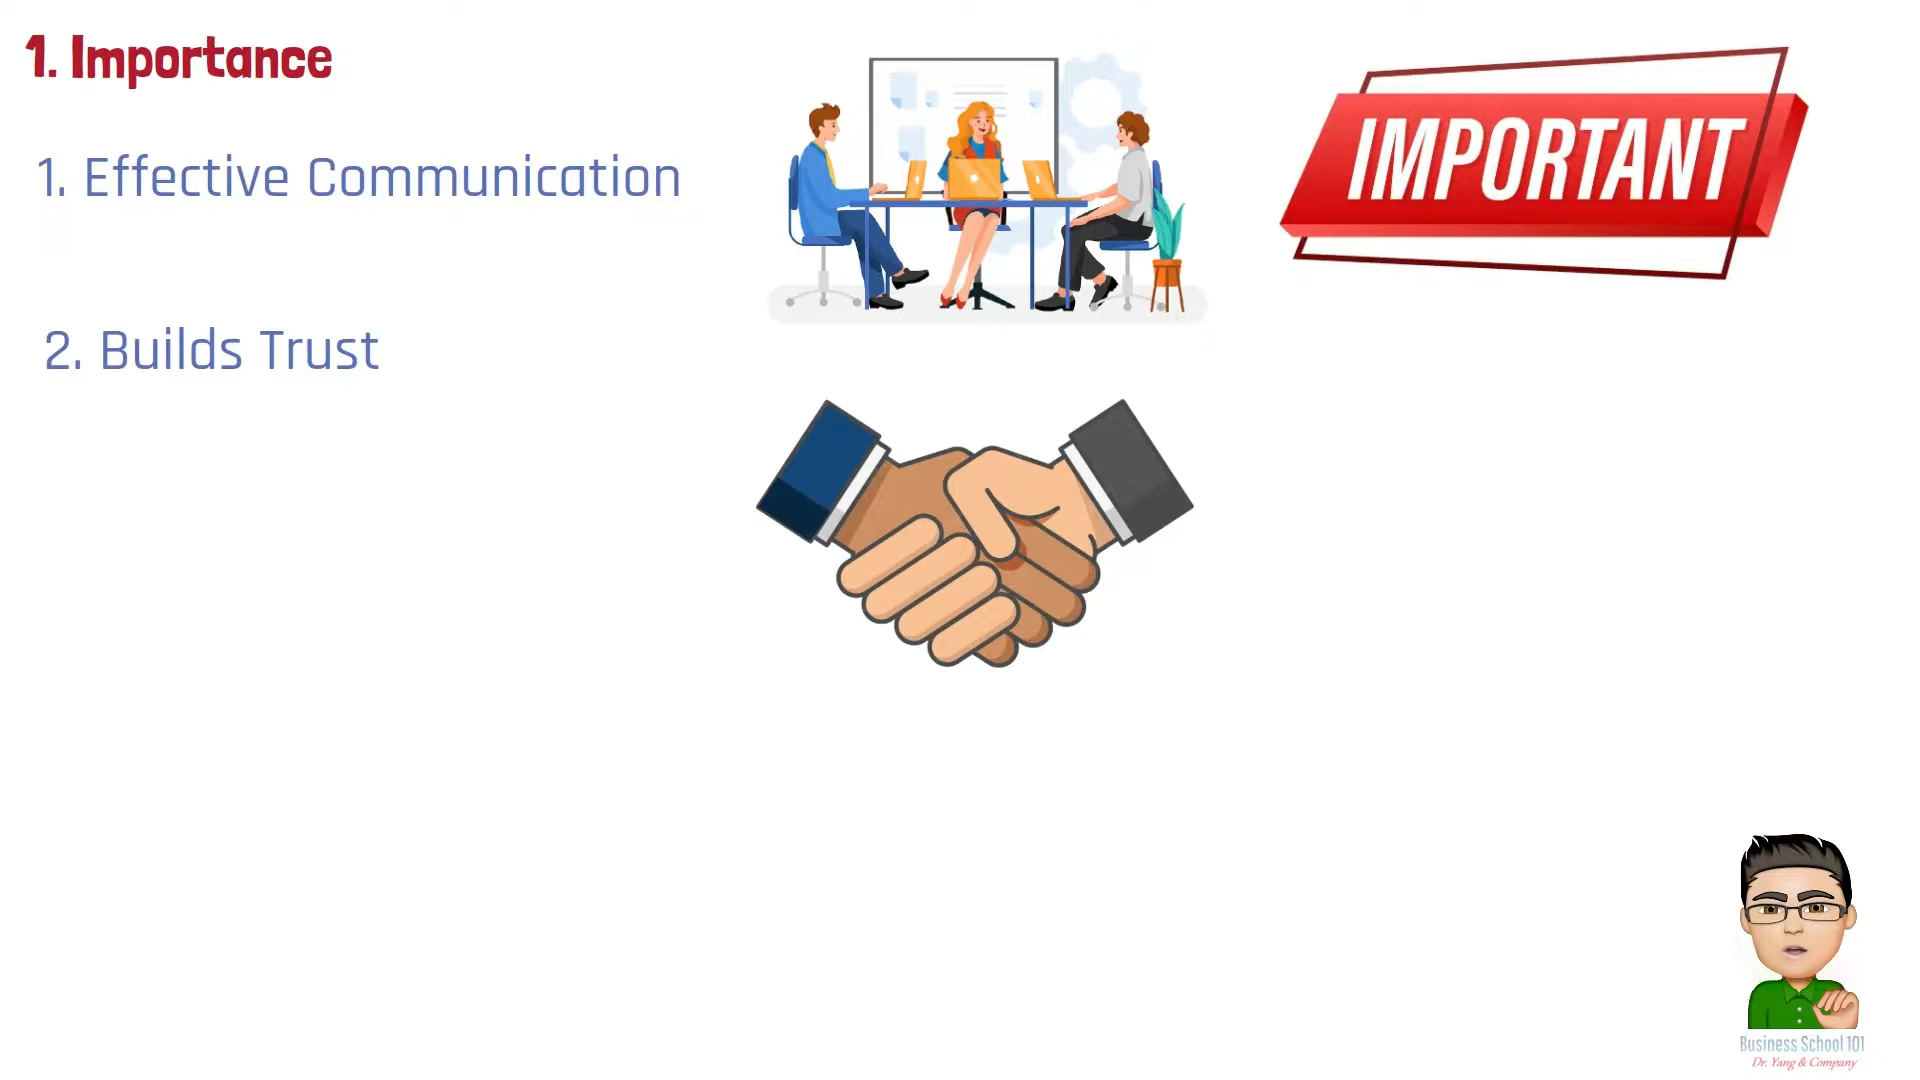 1. Importance
IMPORTANT
1. Effective Communication
2. Builds Trust
Business School 101
Dr. Yang & Company